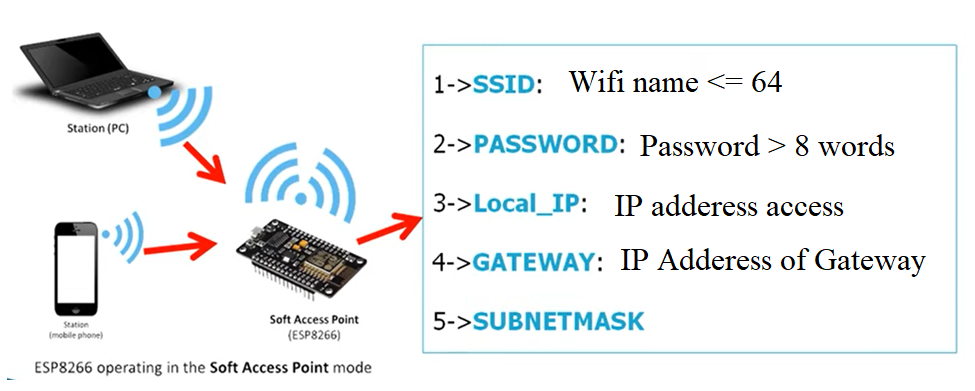 Station (PC)
Station
(mobile phone)
Soft Access Point
(ESP8266)
ESP8266 operating in the Soft Access Point mode
1->SSID: Wifi name <= 64
2->PASSWORD: Password > 8 words
3->Local_IP: IP adderess access
4->GATEWAY: IP Adderess of Gateway
5->SUBNETMASK